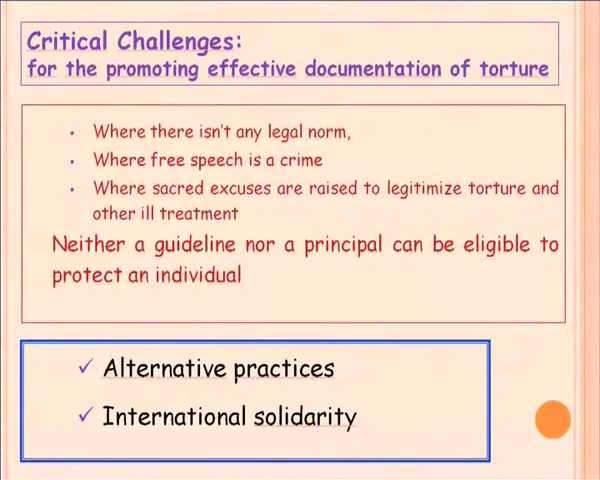 Critical Challenges:
for the promoting effective documentation of torture
Where there isn't any legal norm,
Where free speech is a crime
Where sacred excuses are raised to legitimize torture and
other ill treatment
Neither a guideline nor a principal can be eligible to
protect an individual
Alternative practices
International solidarity